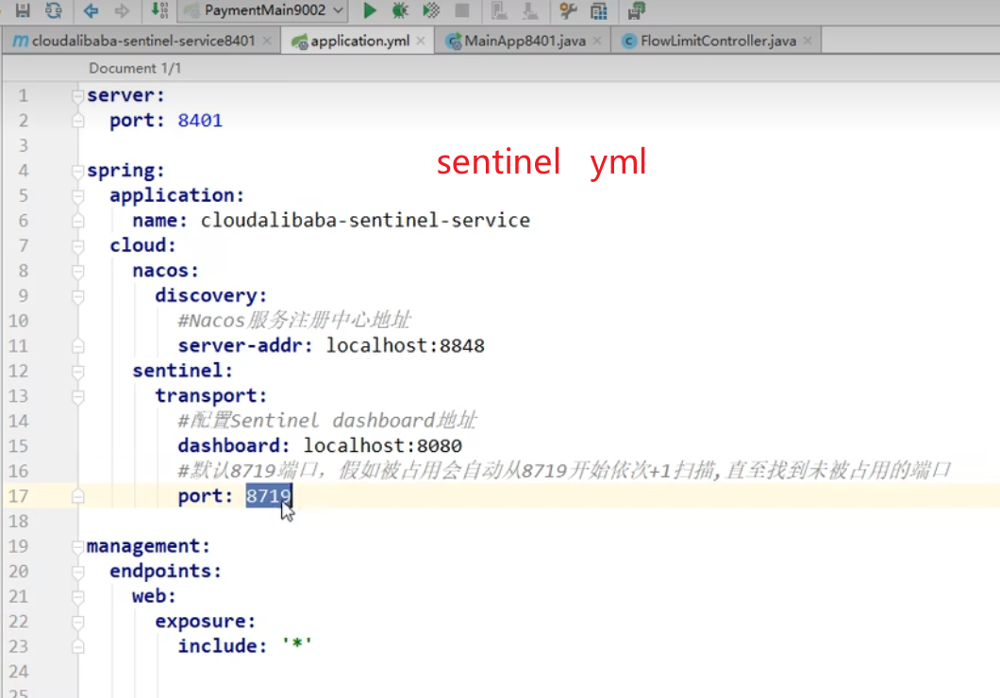 PaymentMain9002
cloudalibaba-sentinel-service8401
application.yml
MainApp8401.java
FlowLimitController.java
Document 1/1
1 server:
2 port: 8401
3
sentinel yml
4 spring:
5 application:
6 name: cloudalibaba-sentinel-service
7 cloud:
8 nacos:
9 discovery:
10 #Nacos服务注册中心地址
11 server-addr: localhost:8848
12 sentinel:
13 transport:
14 #配置Sentinel dashboard地址
15 dashboard: localhost:8080
16 #默认8719端口，假如被占用会自动从8719开始依次+1扫描,直至找到未被占用的端口
17 port: 8719
18
19 management:
20 endpoints:
21 web:
22 exposure:
23 include: '*'
24
25